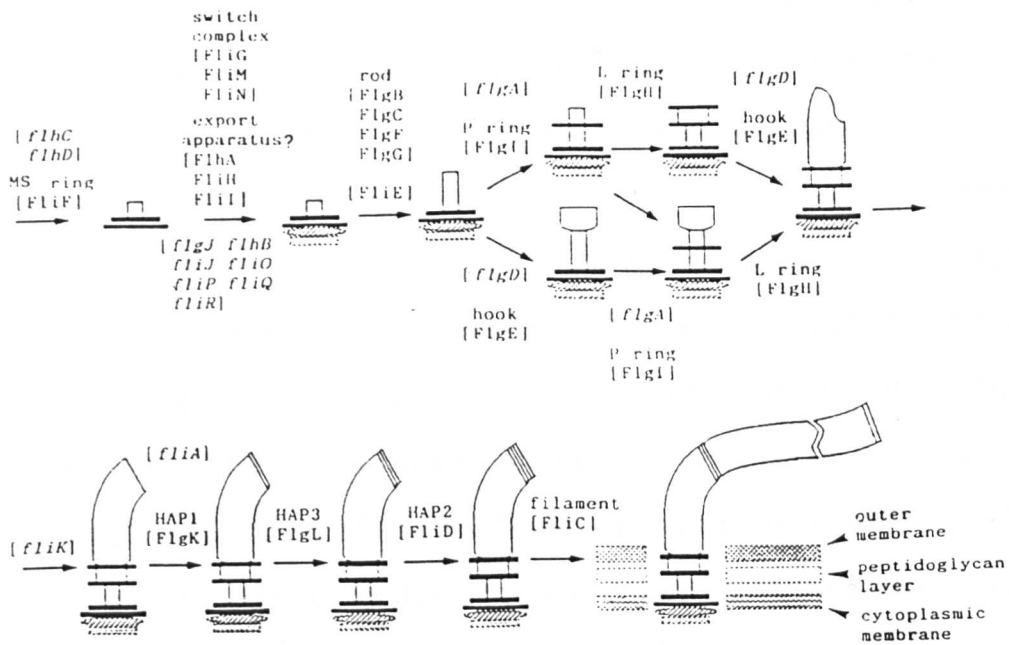 switch
complex
[FliG
FliM
FliN]
export
apparatus?
[FlhA
FliH
FliI]
[flhC
flhD]
MS ring
[FliF]
[flgJ flhB
fliJ fliO
fliP fliQ
fliR]
rod
[FlgB
FlgC
FlgF
FlgG]
[FliE]
[flgA]
P ring
[FlgI]
L ring
[FlgH]
[flgD]
hook
[FlgE]
[flgD]
hook
[FlgE]
[flgA]
P ring
[FlgI]
L ring
[FlgH]
[fliK]
[fliA]
HAP1
[FlgK]
HAP3
[FlgL]
HAP2
[FliD]
filament
[FliC]
outer
membrane
peptidoglycan
layer
cytoplasmic
membrane